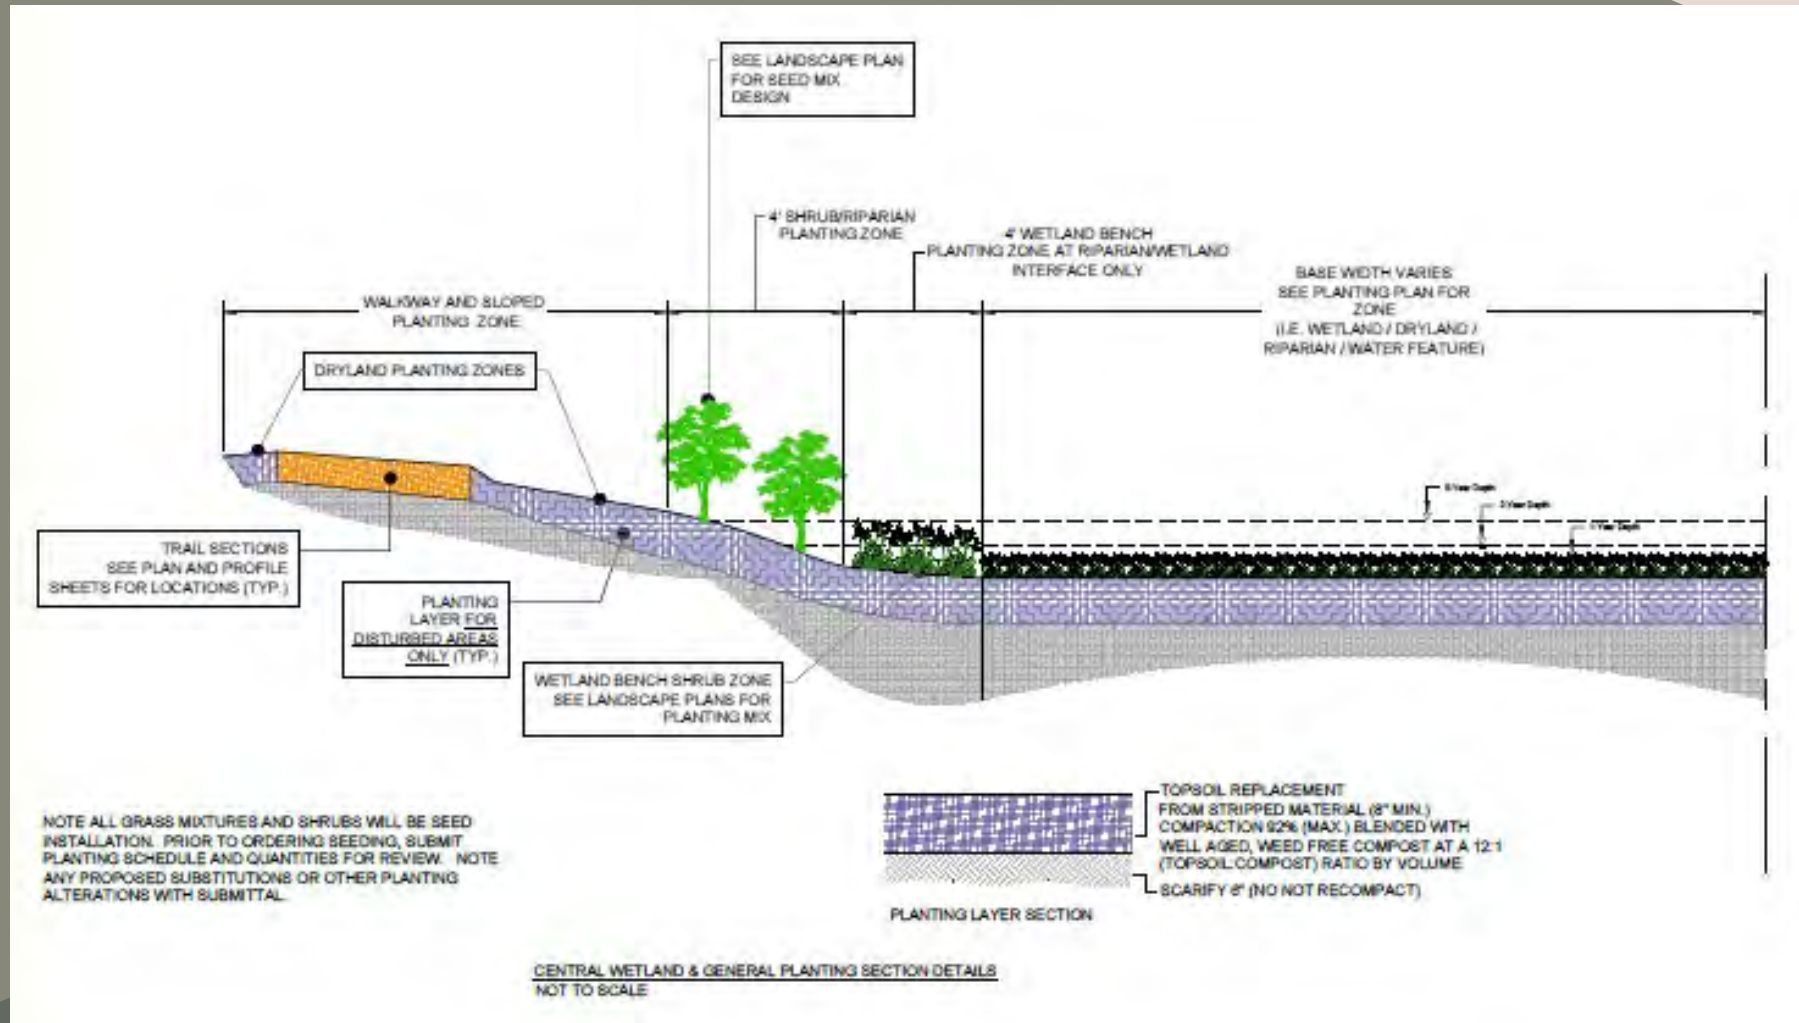 SEE LANDSCAPE PLAN
FOR SEED MIX
DESIGN
4' SHRUB/RIPARIAN
PLANTING ZONE
4' WETLAND BENCH
PLANTING ZONE AT RIPARIAN/WETLAND
INTERFACE ONLY
BASE WIDTH VARIES
SEE PLANTING PLAN FOR
ZONE
(I.E. WETLAND / DRYLAND /
RIPARIAN / WATER FEATURE)
WALKWAY AND SLOPED
PLANTING ZONE
DRYLAND PLANTING ZONES
Year Depth
Year Depth
Year Depth
TRAIL SECTIONS
SEE PLAN AND PROFILE
SHEETS FOR LOCATIONS (TYP.)
PLANTING
LAYER FOR
DISTURBED AREAS
ONLY (TYP.)
WETLAND BENCH SHRUB ZONE
SEE LANDSCAPE PLANS FOR
PLANTING MIX
NOTE ALL GRASS MIXTURES AND SHRUBS WILL BE SEED
INSTALLATION. PRIOR TO ORDERING SEEDING, SUBMIT
PLANTING SCHEDULE AND QUANTITIES FOR REVIEW. NOTE
ANY PROPOSED SUBSTITUTIONS OR OTHER PLANTING
ALTERATIONS WITH SUBMITTAL.
TOPSOIL REPLACEMENT
FROM STRIPPED MATERIAL (8" MIN.)
COMPACTION 92% (MAX.) BLENDED WITH
WELL AGED, WEED FREE COMPOST AT A 12:1
(TOPSOIL:COMPOST) RATIO BY VOLUME
SCARIFY 6" (NO NOT RECOMPACT)
PLANTING LAYER SECTION
CENTRAL WETLAND & GENERAL PLANTING SECTION DETAILS
NOT TO SCALE